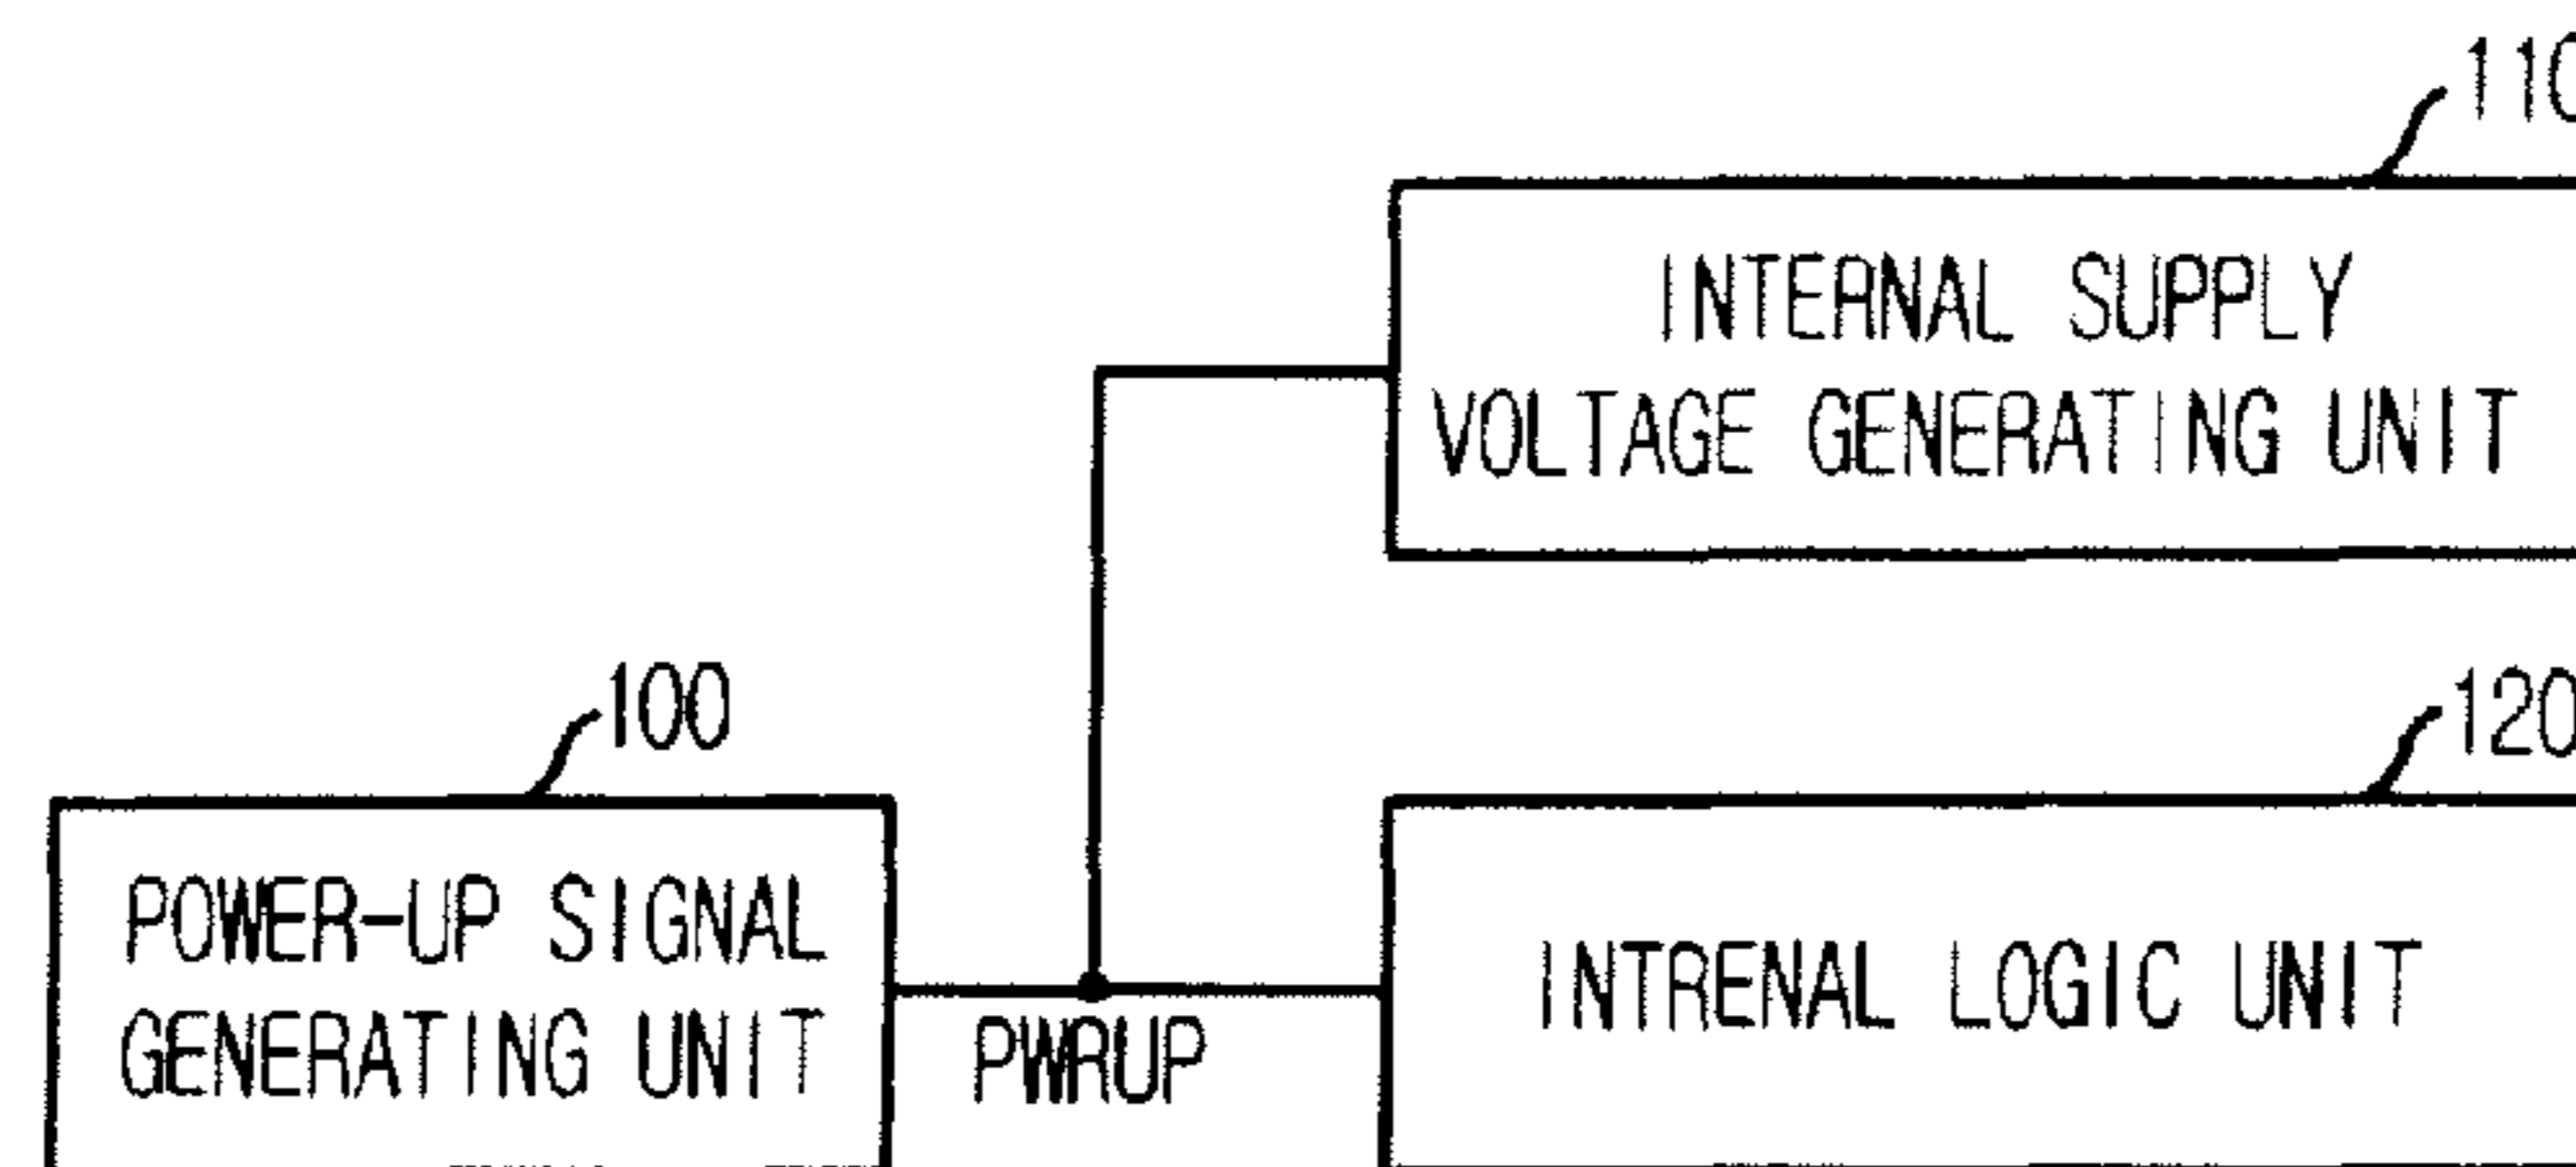 110
INTERNAL SUPPLY
VOLTAGE GENERATING UNIT
100
120
POWER-UP SIGNAL
GENERATING UNIT
PWRUP
INTRENAL LOGIC UNIT